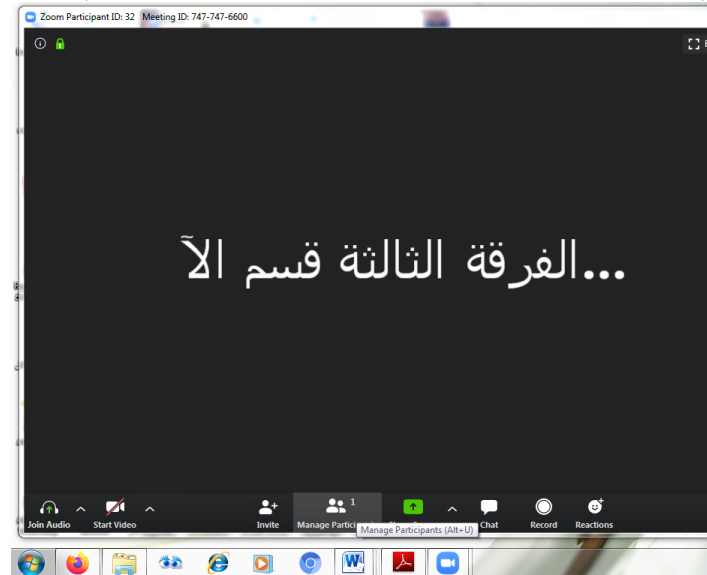 Zoom Participant ID: 32 Meeting ID: 747-747-6600
الفرقة الثالثة قسم الآ...
1
Join Audio
Start Video
Invite
Manage
Chat
Record
Reactions
Manage Participants (Alt+U)